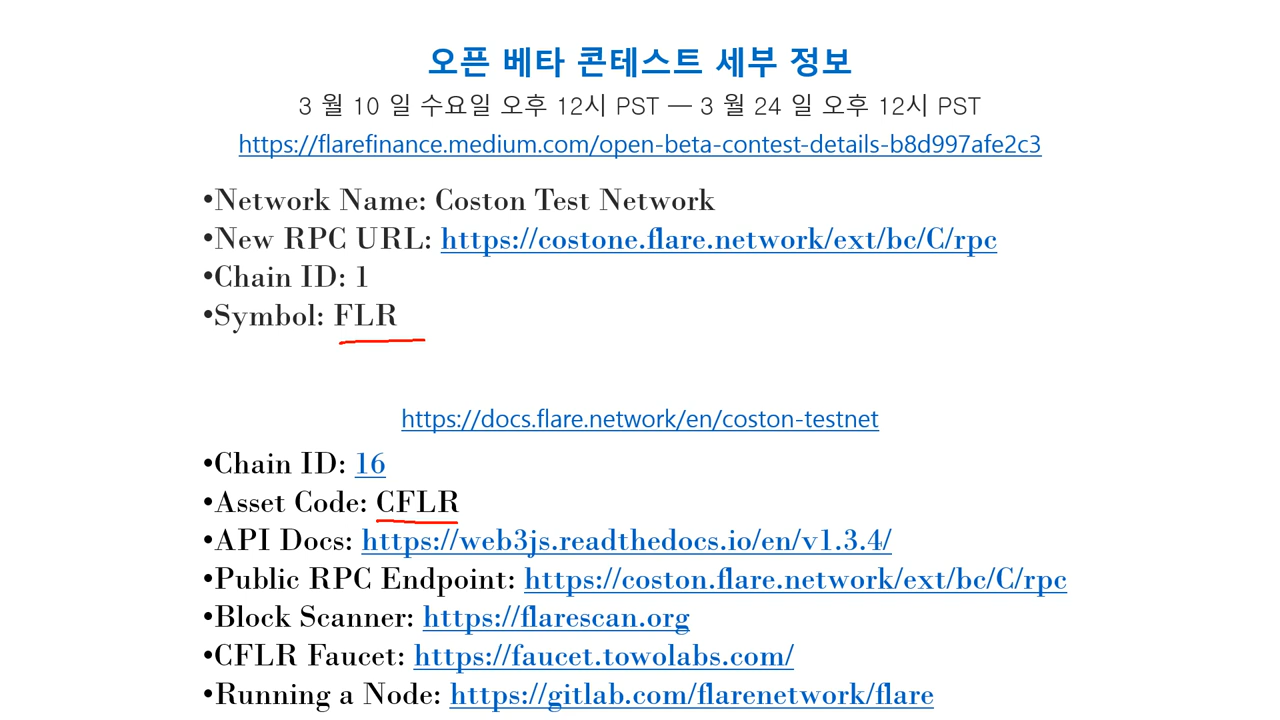 오픈 베타 콘테스트 세부 정보
3 월 10 일 수요일 오후 12시 PST — 3 월 24 일 오후 12시 PST
https://flarefinance.medium.com/open-beta-contest-details-b8d997afe2c3
•Network Name: Coston Test Network
•New RPC URL: https://costone.flare.network/ext/bc/C/rpc
•Chain ID: 1
•Symbol: FLR
https://docs.flare.network/en/coston-testnet
•Chain ID: 16
•Asset Code: CFLR
•API Docs: https://web3js.readthedocs.io/en/v1.3.4/
•Public RPC Endpoint: https://coston.flare.network/ext/bc/C/rpc
•Block Scanner: https://flarescan.org
•CFLR Faucet: https://faucet.towolabs.com/
•Running a Node: https://gitlab.com/flarenetwork/flare